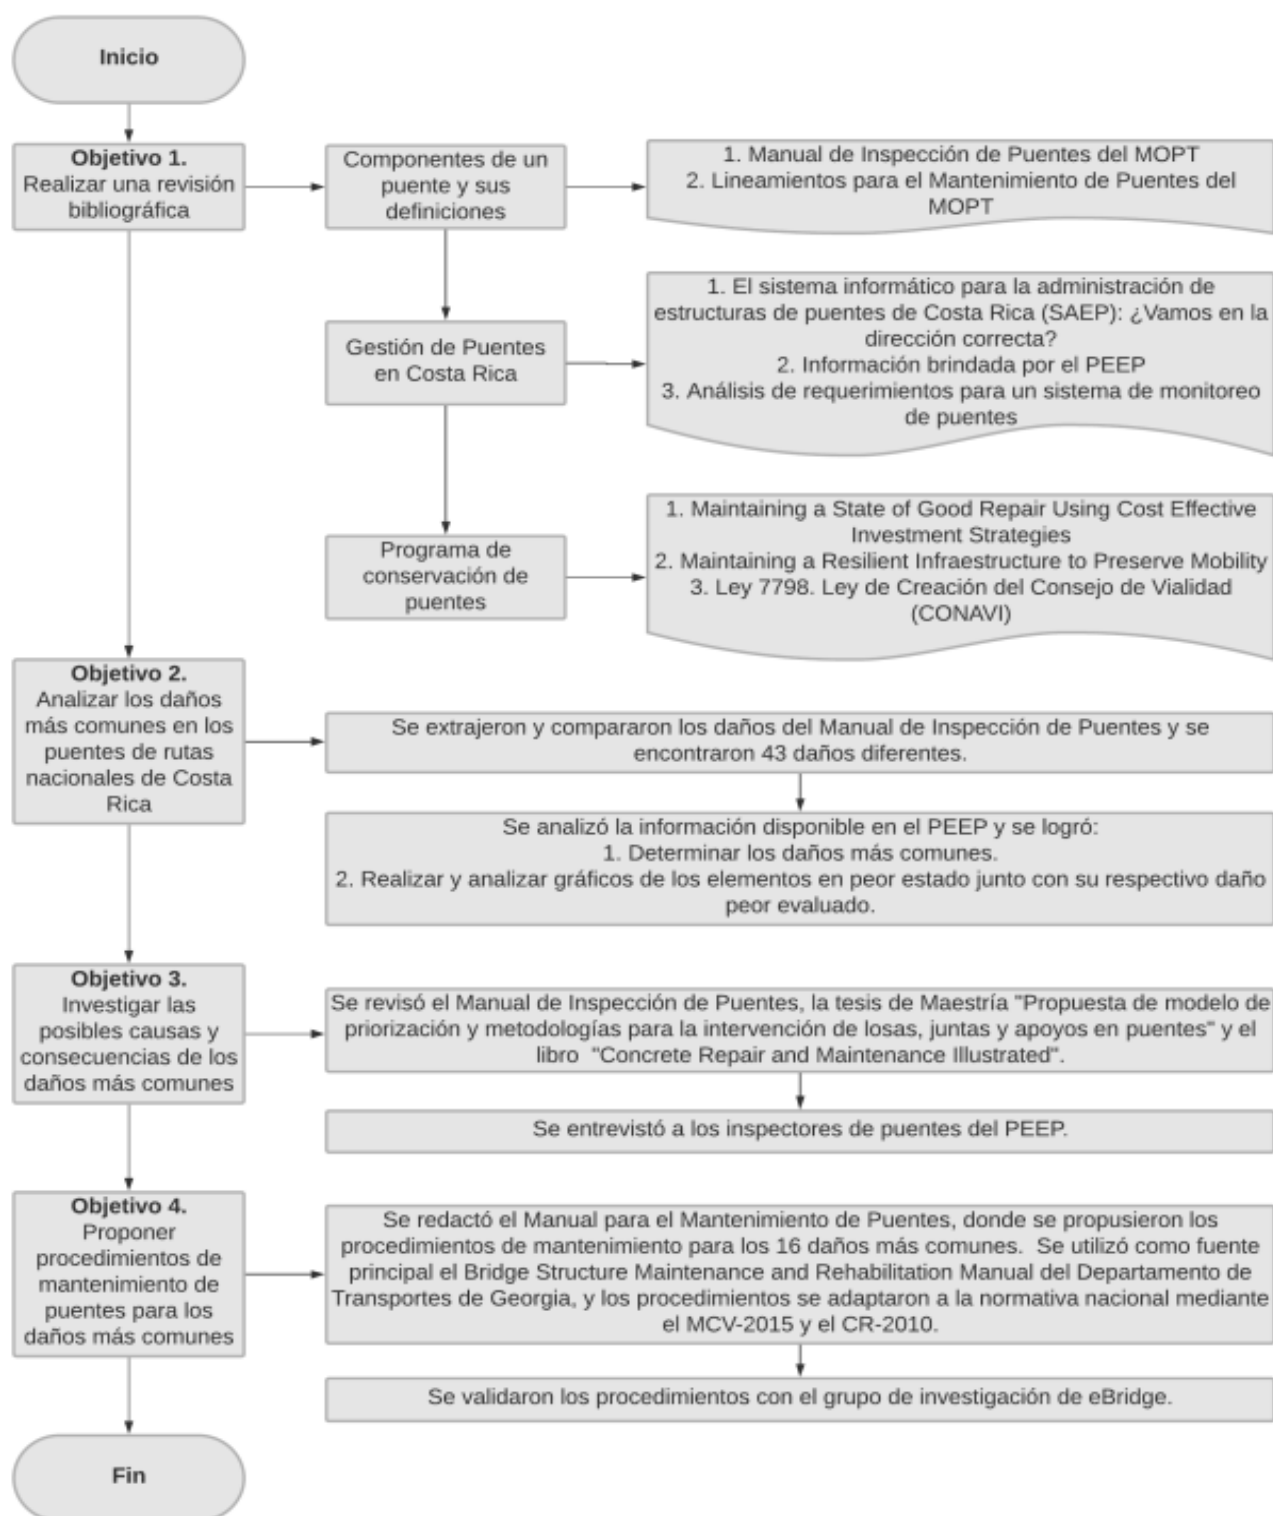 Inicio
Objetivo 1.
Realizar una revisión
bibliográfica
Componentes de un
puente y sus
definiciones
1. Manual de Inspección de Puentes del MOPT
2. Lineamientos para el Mantenimiento de Puentes del
MOPT
Gestión de Puentes
en Costa Rica
1. El sistema informático para la administración de
estructuras de puentes de Costa Rica (SAEP): ¿Vamos en la
dirección correcta?
2. Información brindada por el PEEP
3. Análisis de requerimientos para un sistema de monitoreo
de puentes
Programa de
conservación de
puentes
1. Maintaining a State of Good Repair Using Cost Effective
Investment Strategies
2. Maintaining a Resilient Infraestructure to Preserve Mobility
3. Ley 7798. Ley de Creación del Consejo de Vialidad
(CONAVI)
Objetivo 2.
Analizar los daños
más comunes en los
puentes de rutas
nacionales de Costa
Rica
Se extrajeron y compararon los daños del Manual de Inspección de Puentes y se
encontraron 43 daños diferentes.
Se analizó la información disponible en el PEEP y se logró:
1. Determinar los daños más comunes.
2. Realizar y analizar gráficos de los elementos en peor estado junto con su respectivo daño
peor evaluado.
Objetivo 3.
Investigar las
posibles causas y
consecuencias de los
daños más comunes
Se revisó el Manual de Inspección de Puentes, la tesis de Maestría "Propuesta de modelo de
priorización y metodologías para la intervención de losas, juntas y apoyos en puentes" y el
libro "Concrete Repair and Maintenance Illustrated".
Se entrevistó a los inspectores de puentes del PEEP.
Objetivo 4.
Proponer
procedimientos de
mantenimiento de
puentes para los
daños más comunes
Se redactó el Manual para el Mantenimiento de Puentes, donde se propusieron los
procedimientos de mantenimiento para los 16 daños más comunes. Se utilizó como fuente
principal el Bridge Structure Maintenance and Rehabilitation Manual del Departamento de
Transportes de Georgia, y los procedimientos se adaptaron a la normativa nacional mediante
el MCV-2015 y el CR-2010.
Se validaron los procedimientos con el grupo de investigación de eBridge.
Fin